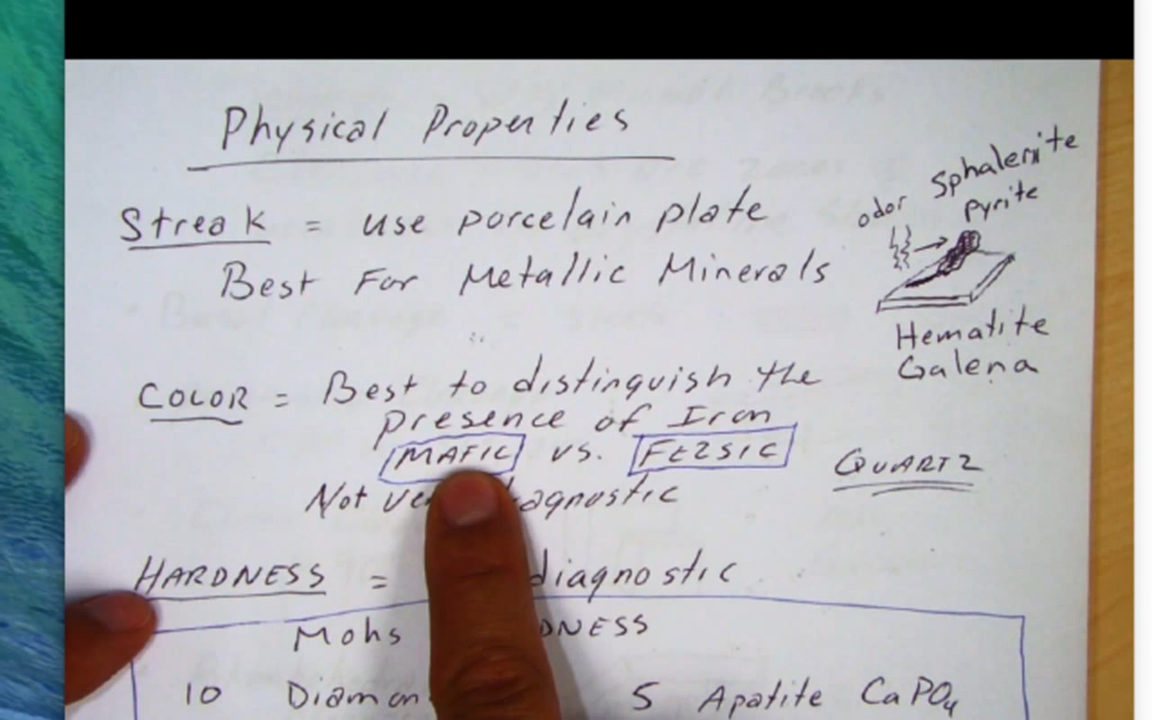 Physical Properties
Streak = use porcelain plate
Best For Metallic Minerals
odor Sphalerite
pyrite
Hematite
Galena
COLOR = Best to distinguish the
presence of Iron
MAFIC vs. FELSIC
QUARTZ
Not diagnostic
HARDNESS = diagnostic
Mohs
10 5 Apatite CaPO4